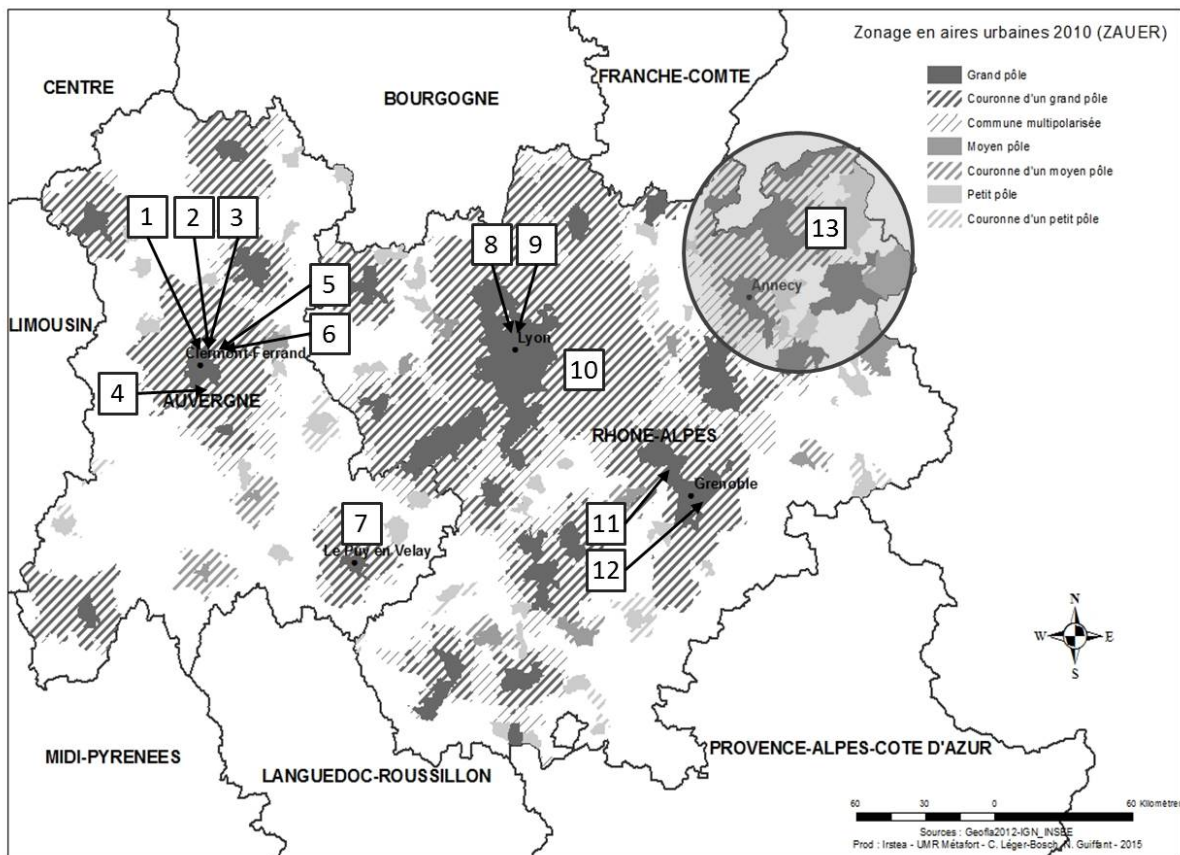 Zonage en aires urbaines 2010 (ZAUER)
Grand pôle
Couronne d'un grand pôle
Commune multipolarisée
Moyen pôle
Couronne d'un moyen pôle
Petit pôle
Couronne d'un petit pôle
CENTRE
BOURGOGNE
FRANCHE-COMTE
1
2
3
8
9
13
5
Annecy
LIMOUSIN
6
Clermont-Ferrand
Lyon
4
AUVERGNE
10
RHONE-ALPES
Grenoble
7
11
Le Puy en Velay
12
N
W
E
S
MIDI-PYRENEES
LANGUEDOC-ROUSSILLON
PROVENCE-ALPES-COTE D'AZUR
60 30 0 60 Kilomètres
Sources : Geofla2012-IGN_INSEE
Prod : Irstea - UMR Métafort - C. Léger-Bosch, N. Guiffant - 2015